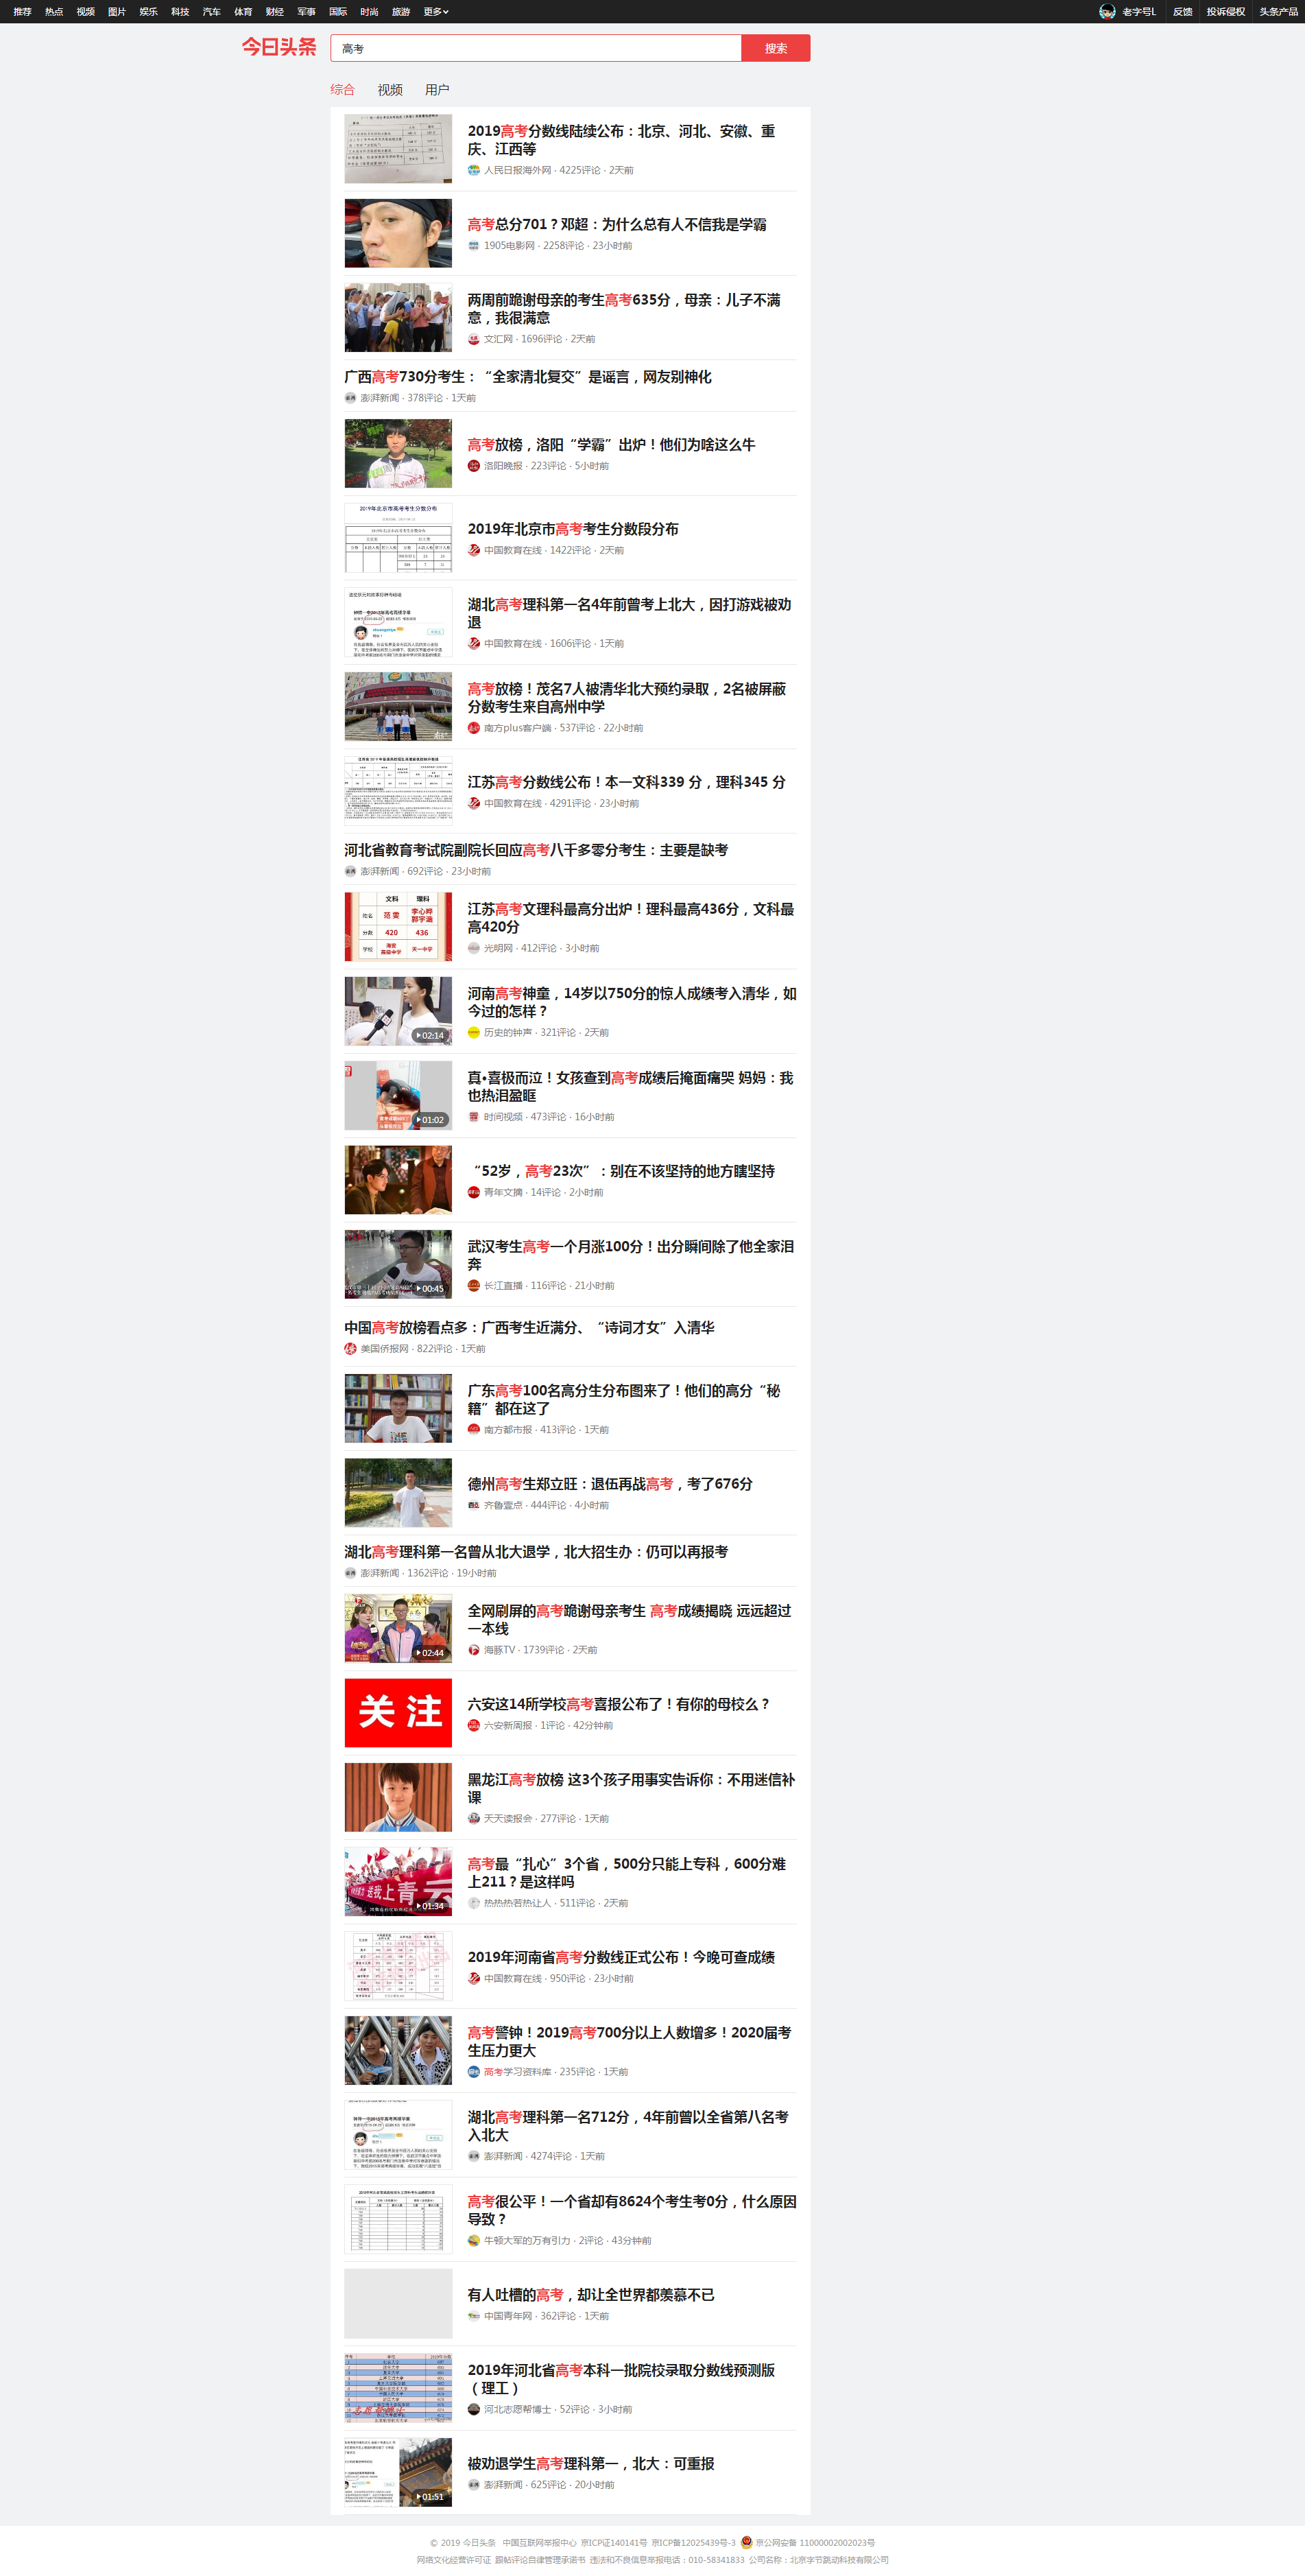 推荐 热点 视频 图片 娱乐 科技 汽车 体育 财经 军事 国际 时尚 旅游 更多 老字号L 反馈 投诉侵权 头条产品
今日头条 高考 搜索
综合 视频 用户
2019高考分数线陆续公布：北京、河北、安徽、重
庆、江西等
人民日报海外网 · 4225评论 · 2天前
高考总分701？邓超：为什么总有人不信我是学霸
1905电影网 · 2258评论 · 23小时前
两周前跪谢母亲的考生高考635分，母亲：儿子不满
意，我很满意
文汇网 · 1696评论 · 2天前
广西高考730分考生：“全家清北复交”是谣言，网友别神化
澎湃新闻 · 378评论 · 1天前
高考放榜，洛阳“学霸”出炉！他们为啥这么牛
洛阳晚报 · 223评论 · 5小时前
2019年北京市高考考生分数分布
2019年北京市高考考生分数段分布
中国教育在线 · 1422评论 · 2天前
湖北高考理科第一名4年前曾考上北大，因打游戏被劝
退
中国教育在线 · 1606评论 · 1天前
高考放榜！茂名7人被清华北大预约录取，2名被屏蔽
分数考生来自高州中学
南方plus客户端 · 537评论 · 22小时前
江苏高考分数线公布！本一文科339 分，理科345 分
中国教育在线 · 4291评论 · 23小时前
河北省教育考试院副院长回应高考八千多零分考生：主要是缺考
澎湃新闻 · 692评论 · 23小时前
文科 理科
姓名 范 雯 李心晔 郭宇涵
分数 420 436
学校 海安高级中学 天一中学
江苏高考文理科最高分出炉！理科最高436分，文科最
高420分
光明网 · 412评论 · 3小时前
02:14
河南高考神童，14岁以750分的惊人成绩考入清华，如
今过的怎样？
历史的钟声 · 321评论 · 2天前
01:02
真•喜极而泣！女孩查到高考成绩后掩面痛哭 妈妈：我
也热泪盈眶
时间视频 · 473评论 · 16小时前
“52岁，高考23次”：别在不该坚持的地方瞎坚持
青年文摘 · 14评论 · 2小时前
00:45
武汉考生高考一个月涨100分！出分瞬间除了他全家泪
奔
长江直播 · 116评论 · 21小时前
中国高考放榜看点多：广西考生近满分、“诗词才女”入清华
美国侨报网 · 822评论 · 1天前
广东高考100名高分生分布图来了！他们的高分“秘
籍”都在这了
南方都市报 · 413评论 · 1天前
德州高考生郑立旺：退伍再战高考，考了676分
齐鲁壹点 · 444评论 · 4小时前
湖北高考理科第一名曾从北大退学，北大招生办：仍可以再报考
澎湃新闻 · 1362评论 · 19小时前
02:44
全网刷屏的高考跪谢母亲考生 高考成绩揭晓 远远超过
一本线
海豚TV · 1739评论 · 2天前
关注
六安这14所学校高考喜报公布了！有你的母校么？
六安新周报 · 1评论 · 42分钟前
黑龙江高考放榜 这3个孩子用事实告诉你：不用迷信补
课
天天读报会 · 277评论 · 1天前
送我上青云
01:34
高考最“扎心”3个省，500分只能上专科，600分难
上211？是这样吗
热热热若热让人 · 511评论 · 2天前
2019年河南省高考分数线正式公布！今晚可查成绩
中国教育在线 · 950评论 · 23小时前
高考警钟！2019高考700分以上人数增多！2020届考
生压力更大
高考学习资料库 · 235评论 · 1天前
湖北高考理科第一名712分，4年前曾以全省第八名考
入北大
澎湃新闻 · 4274评论 · 1天前
高考很公平！一个省却有8624个考生考0分，什么原因
导致？
牛顿大军的万有引力 · 2评论 · 43分钟前
有人吐槽的高考，却让全世界都羡慕不已
中国青年网 · 362评论 · 1天前
2019年河北省高考本科一批院校录取分数线预测版
（理工）
河北志愿帮博士 · 52评论 · 3小时前
01:51
被劝退学生高考理科第一，北大：可重报
澎湃新闻 · 625评论 · 20小时前
© 2019 今日头条 中国互联网举报中心 京ICP证140141号 京ICP备12025439号-3 京公网安备 11000002002023号
网络文化经营许可证 跟帖评论自律管理承诺书 违法和不良信息举报电话：010-58341833 公司名称：北京字节跳动科技有限公司